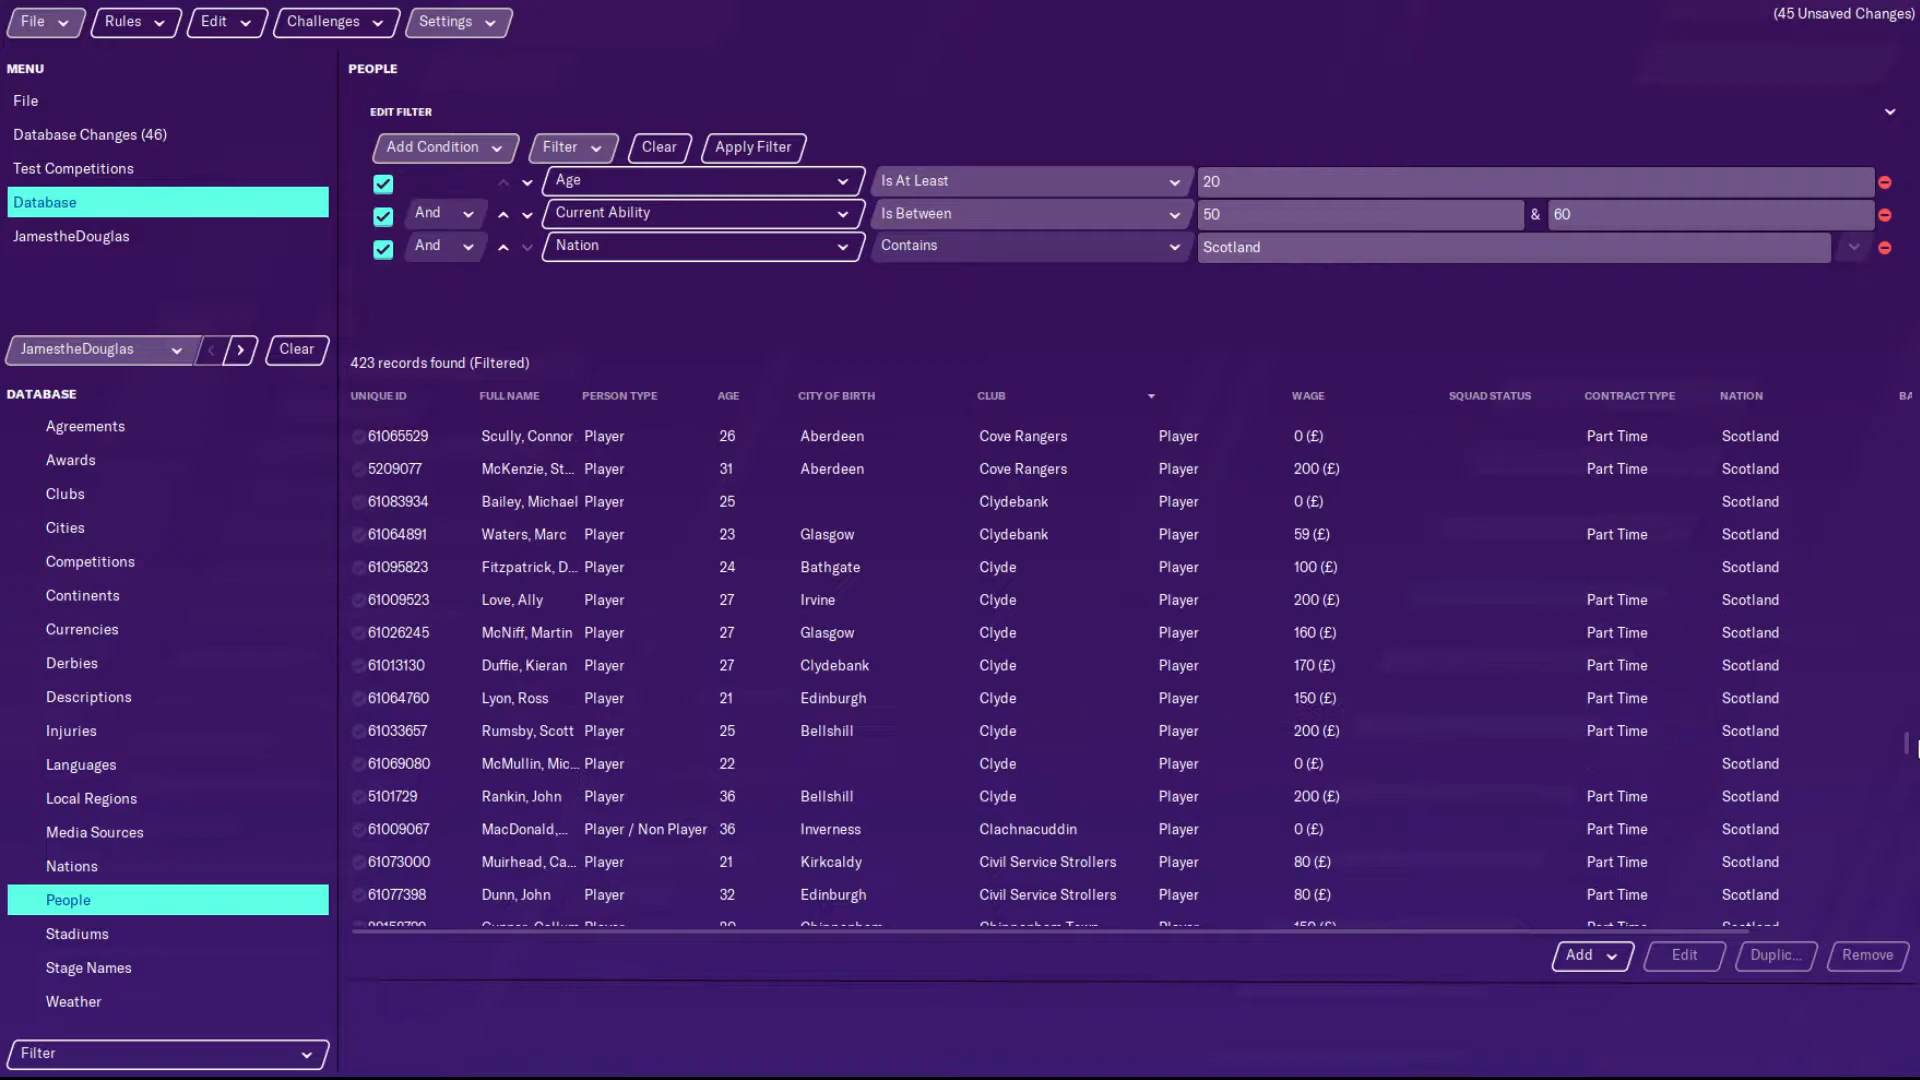 File Rules Edit Challenges Settings (45 Unsaved Changes)
MENU
File
Database Changes (46)
Test Competitions
Database
JamestheDouglas
JamestheDouglas Clear
DATABASE
Agreements
Awards
Clubs
Cities
Competitions
Continents
Currencies
Derbies
Descriptions
Injuries
Languages
Local Regions
Media Sources
Nations
People
Stadiums
Stage Names
Weather
Filter
PEOPLE
EDIT FILTER
Add Condition Filter Clear Apply Filter
Age Is At Least 20
And Current Ability Is Between 50 & 60
And Nation Contains Scotland
423 records found (Filtered)
UNIQUE ID FULL NAME PERSON TYPE AGE CITY OF BIRTH CLUB WAGE SQUAD STATUS CONTRACT TYPE NATION BA
61065529 Scully, Connor Player 26 Aberdeen Cove Rangers Player 0 (£) Part Time Scotland
5209077 McKenzie, St... Player 31 Aberdeen Cove Rangers Player 200 (£) Part Time Scotland
61083934 Bailey, Michael Player 25 Clydebank Player 0 (£) Scotland
61064891 Waters, Marc Player 23 Glasgow Clydebank Player 59 (£) Part Time Scotland
61095823 Fitzpatrick, D... Player 24 Bathgate Clyde Player 100 (£) Scotland
61009523 Love, Ally Player 27 Irvine Clyde Player 200 (£) Part Time Scotland
61026245 McNiff, Martin Player 27 Glasgow Clyde Player 160 (£) Part Time Scotland
61013130 Duffie, Kieran Player 27 Clydebank Clyde Player 170 (£) Part Time Scotland
61064760 Lyon, Ross Player 21 Edinburgh Clyde Player 150 (£) Part Time Scotland
61033657 Rumsby, Scott Player 25 Bellshill Clyde Player 200 (£) Part Time Scotland
61069080 McMullin, Mic... Player 22 Clyde Player 0 (£) Scotland
5101729 Rankin, John Player 36 Bellshill Clyde Player 200 (£) Part Time Scotland
61009067 MacDonald,... Player / Non Player 36 Inverness Clachnacuddin Player 0 (£) Part Time Scotland
61073000 Muirhead, Ca... Player 21 Kirkcaldy Civil Service Strollers Player 80 (£) Part Time Scotland
61077398 Dunn, John Player 32 Edinburgh Civil Service Strollers Player 80 (£) Part Time Scotland
Add Edit Duplic... Remove